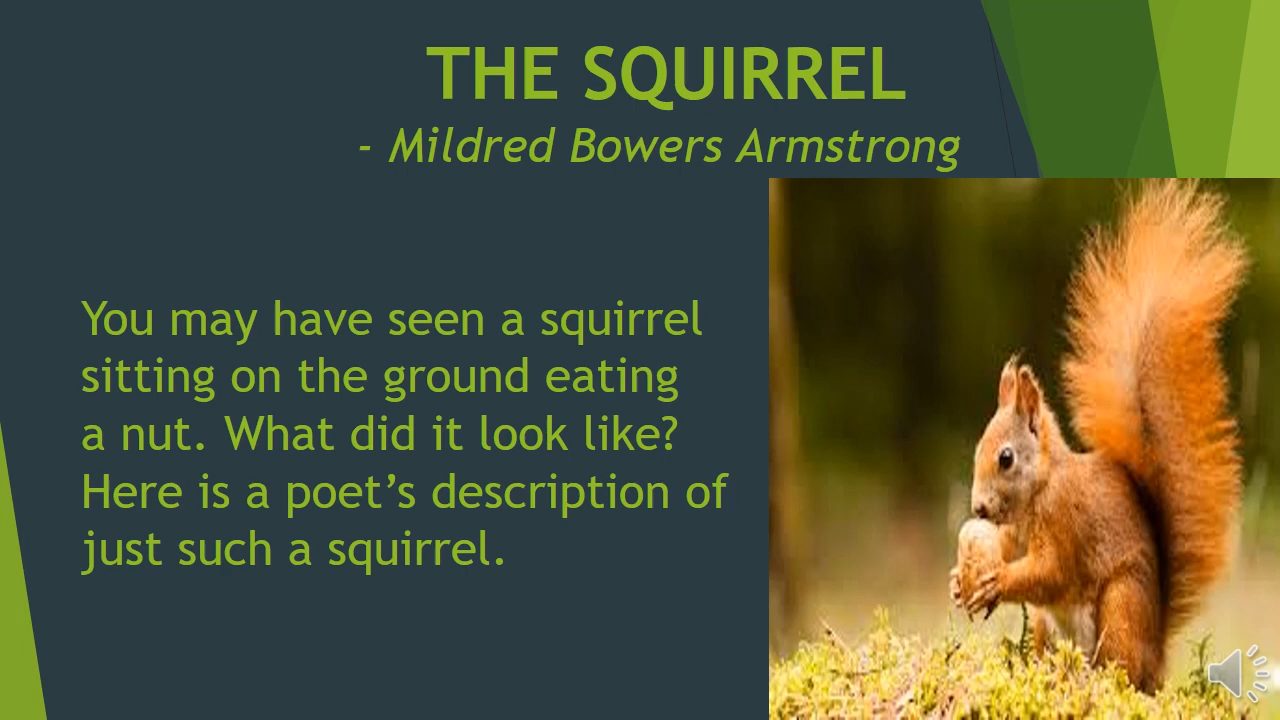 THE SQUIRREL
- Mildred Bowers Armstrong
You may have seen a squirrel
sitting on the ground eating
a nut. What did it look like?
Here is a poet’s description of
just such a squirrel.